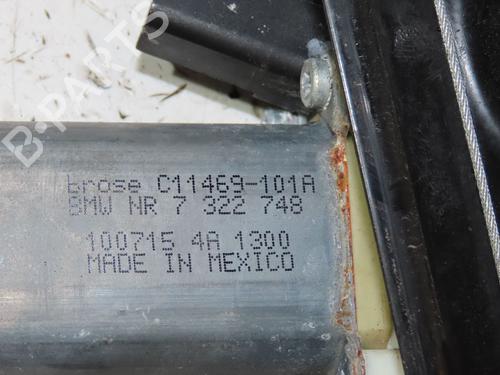 B-PARTS
brose C11469-101A
BMW NR 7 322 748
100715 4A 1300
MADE IN MEXICO